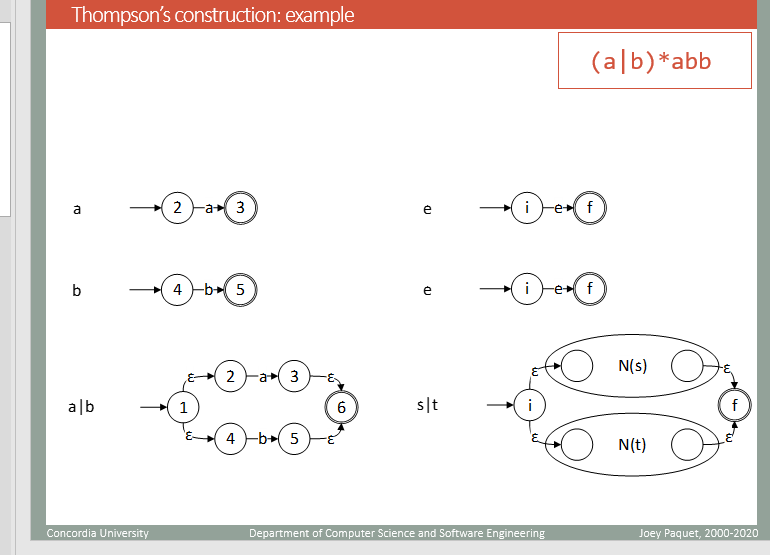 Thompson's construction: example
(a|b)*abb
a 2 a 3 e i e f
b 4 b 5 e i e f
ε 2 a 3 ε ε N(s) ε
a|b 1 6 s|t i f
ε 4 b 5 ε ε N(t) ε
Concordia University Department of Computer Science and Software Engineering Joey Paquet, 2000-2020